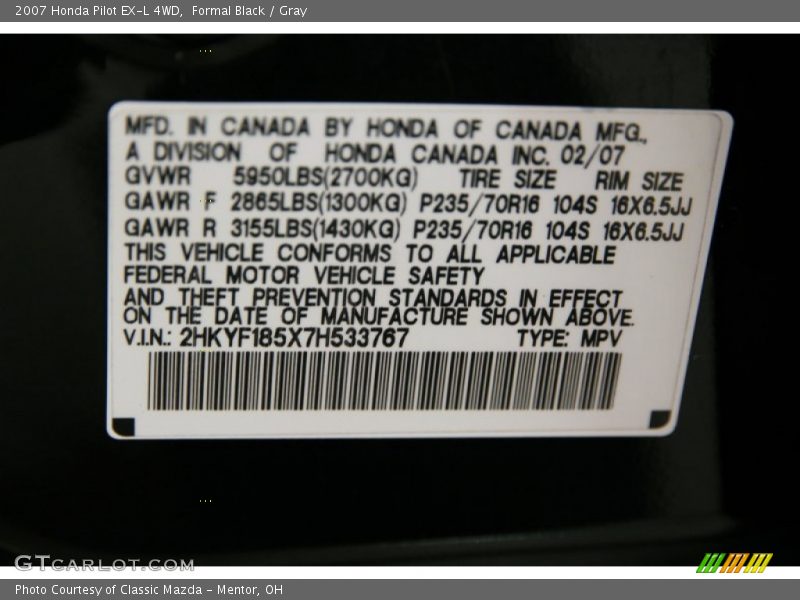 2007 Honda Pilot EX-L 4WD,  Formal Black / Gray
MFD. IN CANADA BY HONDA OF CANADA MFG.,
A DIVISION OF HONDA CANADA INC. 02/07
GVWR 5950LBS(2700KG) TIRE SIZE RIM SIZE
GAWR F 2865LBS(1300KG) P235/70R16 104S 16X6.5JJ
GAWR R 3155LBS(1430KG) P235/70R16 104S 16X6.5JJ
THIS VEHICLE CONFORMS TO ALL APPLICABLE
FEDERAL MOTOR VEHICLE SAFETY
AND THEFT PREVENTION STANDARDS IN EFFECT
ON THE DATE OF MANUFACTURE SHOWN ABOVE.
V.I.N.: 2HKYF185X7H533767 TYPE: MPV
GTCARLOT.COM
Photo Courtesy of Classic Mazda - Mentor, OH